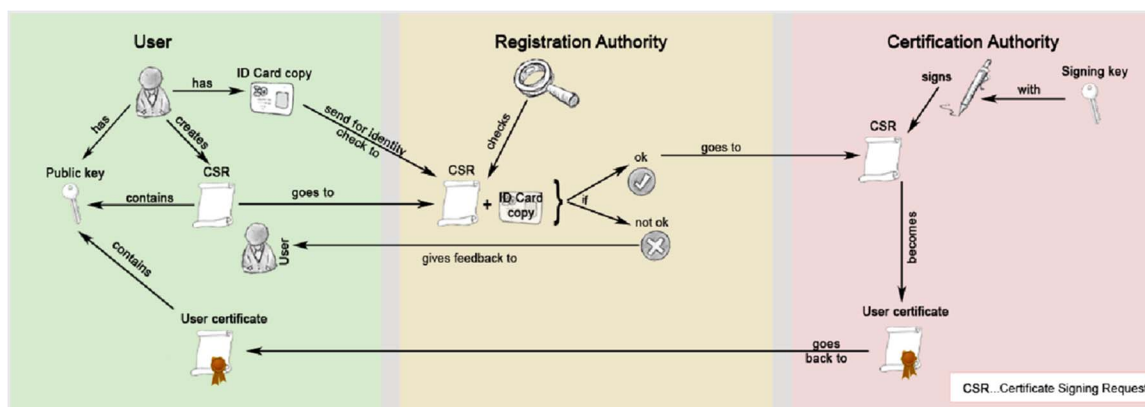 User
Registration Authority
Certification Authority
ID Card copy
has
has
creates
send for identity
check to
Public key
CSR
contains
goes to
contains
User certificate
User
checks
CSR
+
ID Card
copy
}
if
ok
not ok
gives feedback to
goes to
signs
with
Signing key
CSR
becomes
User certificate
goes
back to
CSR...Certificate Signing Request